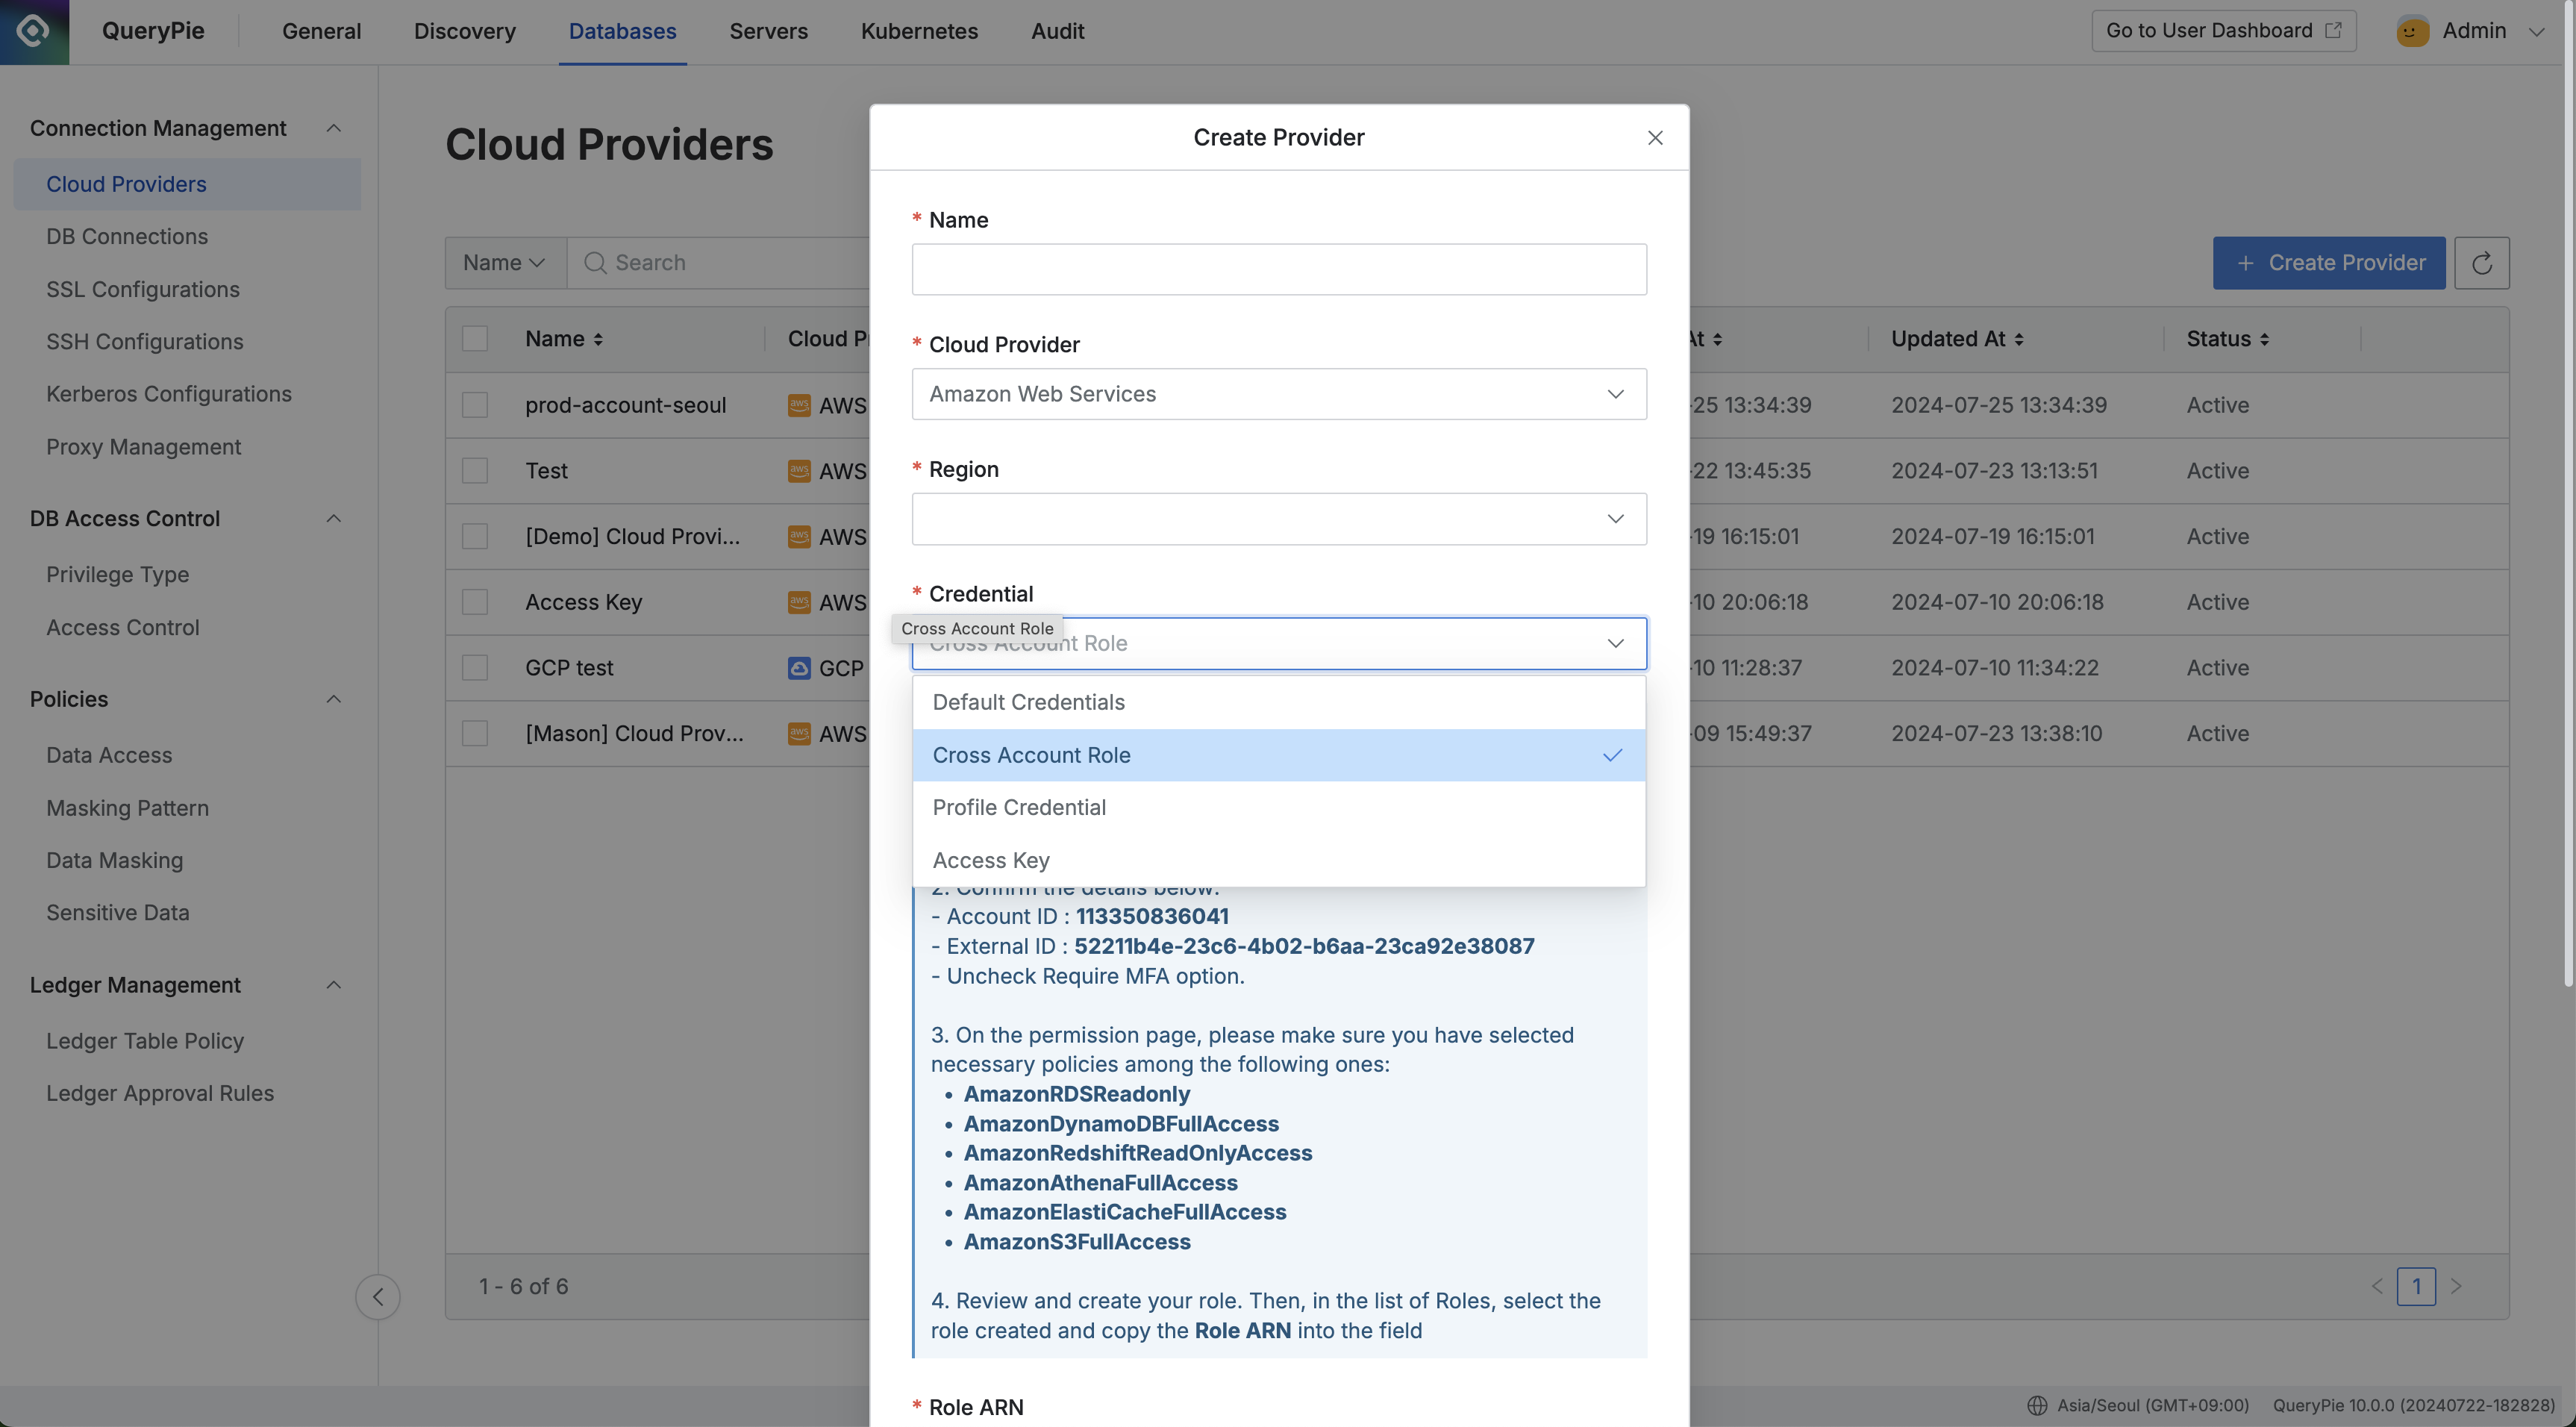 QueryPie
General
Discovery
Databases
Servers
Kubernetes
Audit
Go to User Dashboard
Admin
Connection Management
Cloud Providers
DB Connections
SSL Configurations
SSH Configurations
Kerberos Configurations
Proxy Management
DB Access Control
Privilege Type
Access Control
Policies
Data Access
Masking Pattern
Data Masking
Sensitive Data
Ledger Management
Ledger Table Policy
Ledger Approval Rules
Cloud Providers
Name
Search
Create Provider
Name Cloud P At Updated At Status
prod-account-seoul aws AWS -25 13:34:39 2024-07-25 13:34:39 Active
Test aws AWS -22 13:45:35 2024-07-23 13:13:51 Active
[Demo] Cloud Provi... aws AWS -19 16:15:01 2024-07-19 16:15:01 Active
Access Key aws AWS -10 20:06:18 2024-07-10 20:06:18 Active
GCP test GCP -10 11:28:37 2024-07-10 11:34:22 Active
[Mason] Cloud Prov... aws AWS -09 15:49:37 2024-07-23 13:38:10 Active
1 - 6 of 6
1
Create Provider
* Name
* Cloud Provider
Amazon Web Services
* Region
* Credential
Cross Account Role
Cross Account Role
Default Credentials
Cross Account Role
Profile Credential
Access Key
2. Confirm the details below.
- Account ID : 113350836041
- External ID : 52211b4e-23c6-4b02-b6aa-23ca92e38087
- Uncheck Require MFA option.
3. On the permission page, please make sure you have selected
necessary policies among the following ones:
• AmazonRDSReadonly
• AmazonDynamoDBFullAccess
• AmazonRedshiftReadOnlyAccess
• AmazonAthenaFullAccess
• AmazonElastiCacheFullAccess
• AmazonS3FullAccess
4. Review and create your role. Then, in the list of Roles, select the
role created and copy the Role ARN into the field
* Role ARN
Asia/Seoul (GMT+09:00)
QueryPie 10.0.0 (20240722-182828)